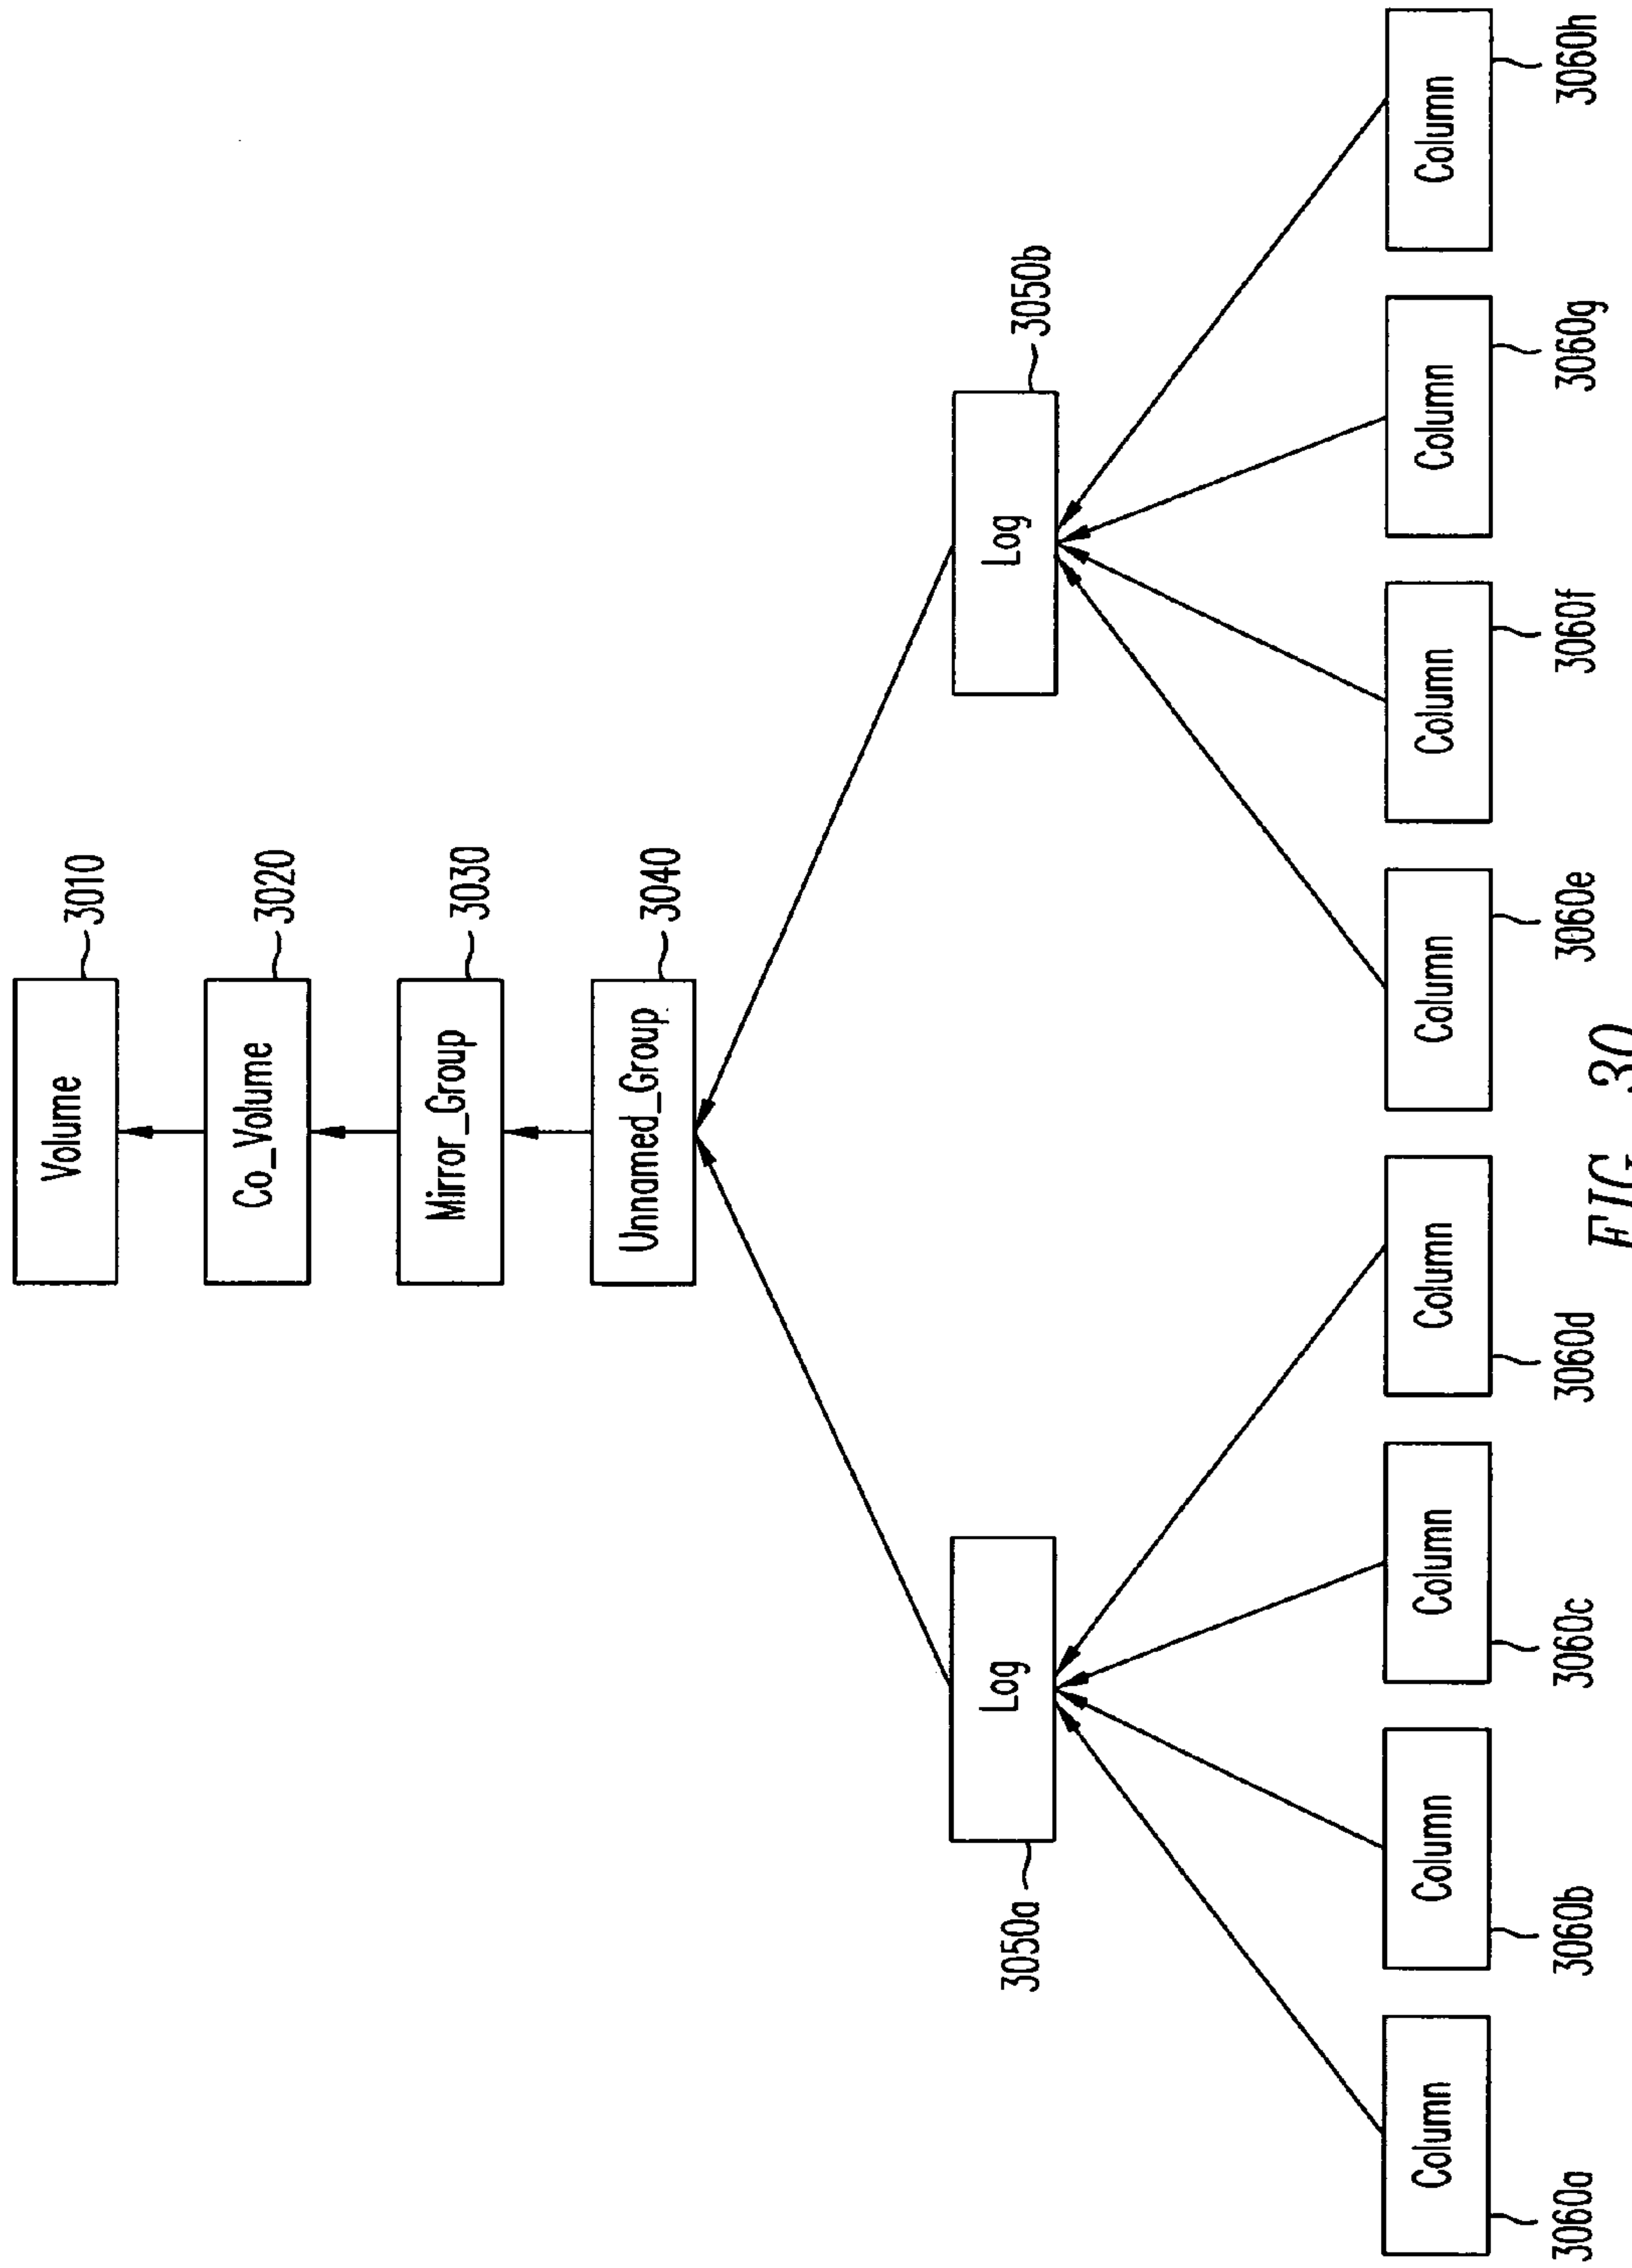 Volume
3010
Co_Volume
3020
Mirror_Group
3030
Unnamed_Group
3040
Log
3050a
Log
3050b
Column
3060a
Column
3060b
Column
3060c
Column
3060d
Column
3060e
Column
3060f
Column
3060g
Column
3060h
FIG. 30